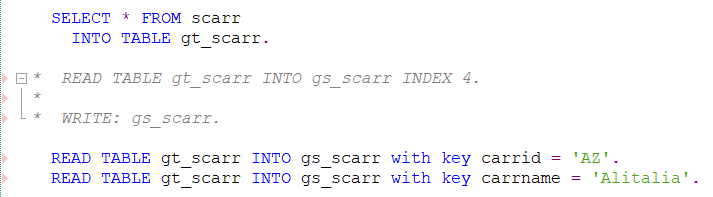 SELECT * FROM scarr
INTO TABLE gt_scarr.
* READ TABLE gt_scarr INTO gs_scarr INDEX 4.
*
* WRITE: gs_scarr.
READ TABLE gt_scarr INTO gs_scarr with key carrid = 'AZ'.
READ TABLE gt_scarr INTO gs_scarr with key carrname = 'Alitalia'.